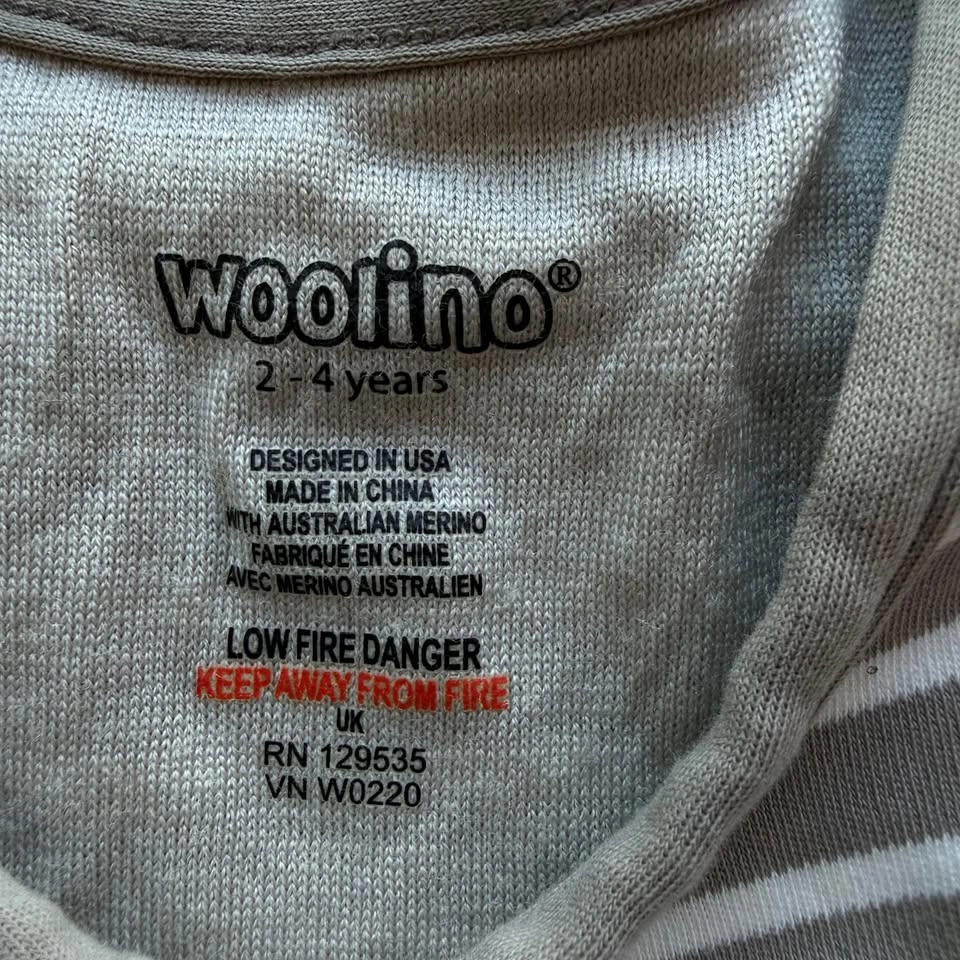 woolino®
2 - 4 years
DESIGNED IN USA
MADE IN CHINA
WITH AUSTRALIAN MERINO
FABRIQUÉ EN CHINE
AVEC MERINO AUSTRALIEN
LOW FIRE DANGER
KEEP AWAY FROM FIRE
UK
RN 129535
VN W0220